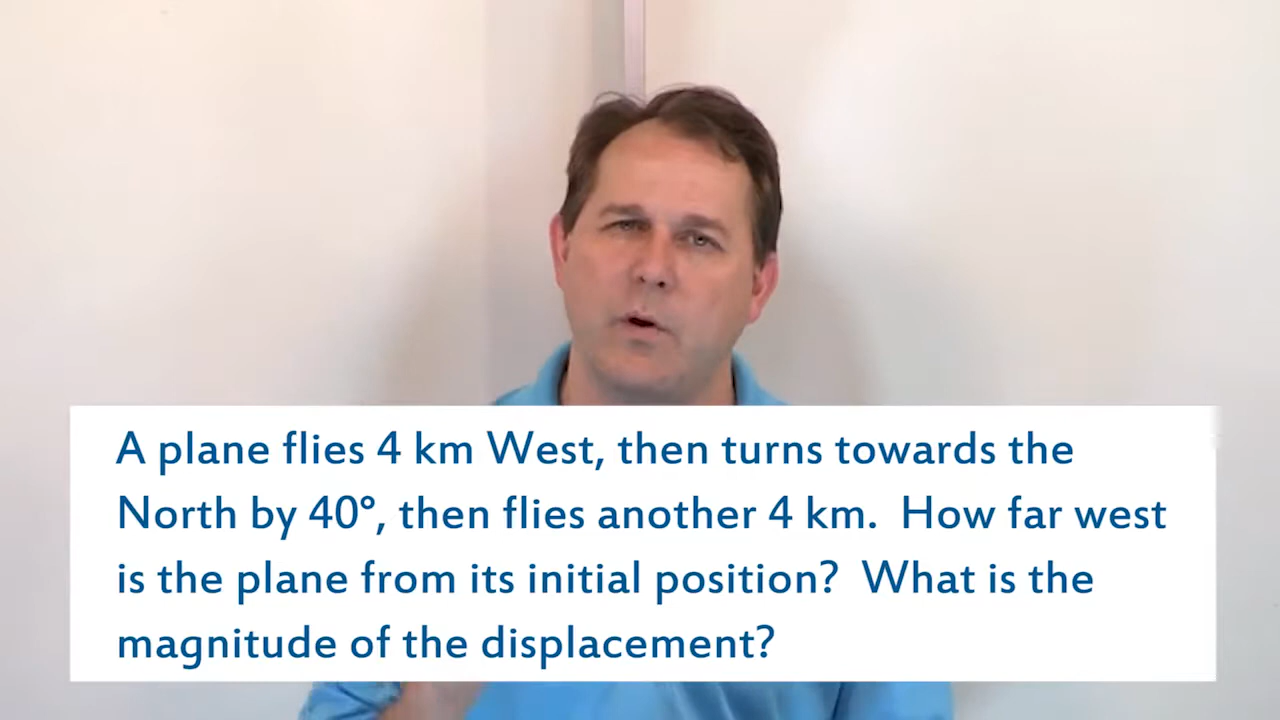 A plane flies 4 km West, then turns towards the
North by 40º, then flies another 4 km.  How far west
is the plane from its initial position?  What is the
magnitude of the displacement?